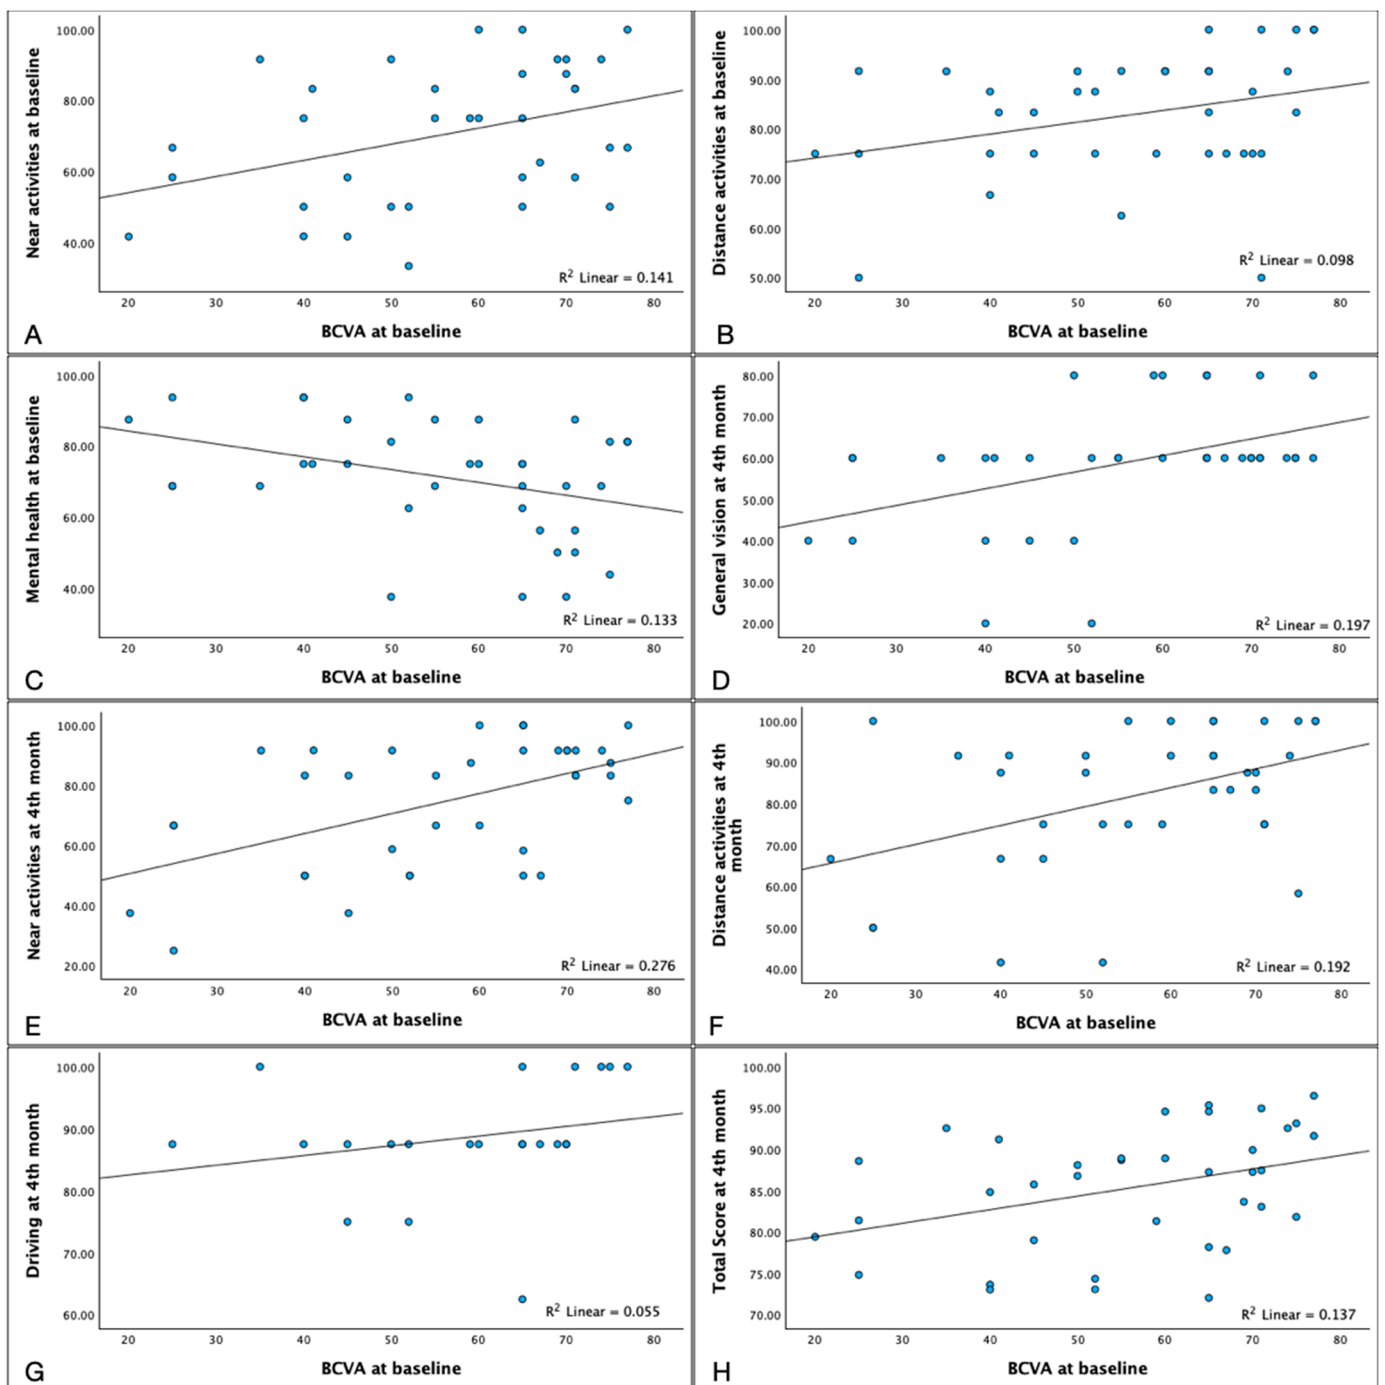 Near activities at baseline
100.00
80.00
60.00
40.00
R² Linear = 0.141
20 30 40 50 60 70 80
BCVA at baseline
A
Distance activities at baseline
100.00
90.00
80.00
70.00
60.00
50.00
R² Linear = 0.098
20 30 40 50 60 70 80
BCVA at baseline
B
Mental health at baseline
100.00
80.00
60.00
40.00
R² Linear = 0.133
20 30 40 50 60 70 80
BCVA at baseline
C
General vision at 4th month
80.00
70.00
60.00
50.00
40.00
30.00
20.00
R² Linear = 0.197
20 30 40 50 60 70 80
BCVA at baseline
D
Near activities at 4th month
100.00
80.00
60.00
40.00
20.00
R² Linear = 0.276
20 30 40 50 60 70 80
BCVA at baseline
E
Distance activities at 4th
month
100.00
90.00
80.00
70.00
60.00
50.00
40.00
R² Linear = 0.192
20 30 40 50 60 70 80
BCVA at baseline
F
Driving at 4th month
100.00
90.00
80.00
70.00
60.00
R² Linear = 0.055
20 30 40 50 60 70 80
BCVA at baseline
G
Total Score at 4th month
100.00
95.00
90.00
85.00
80.00
75.00
70.00
R² Linear = 0.137
20 30 40 50 60 70 80
BCVA at baseline
H